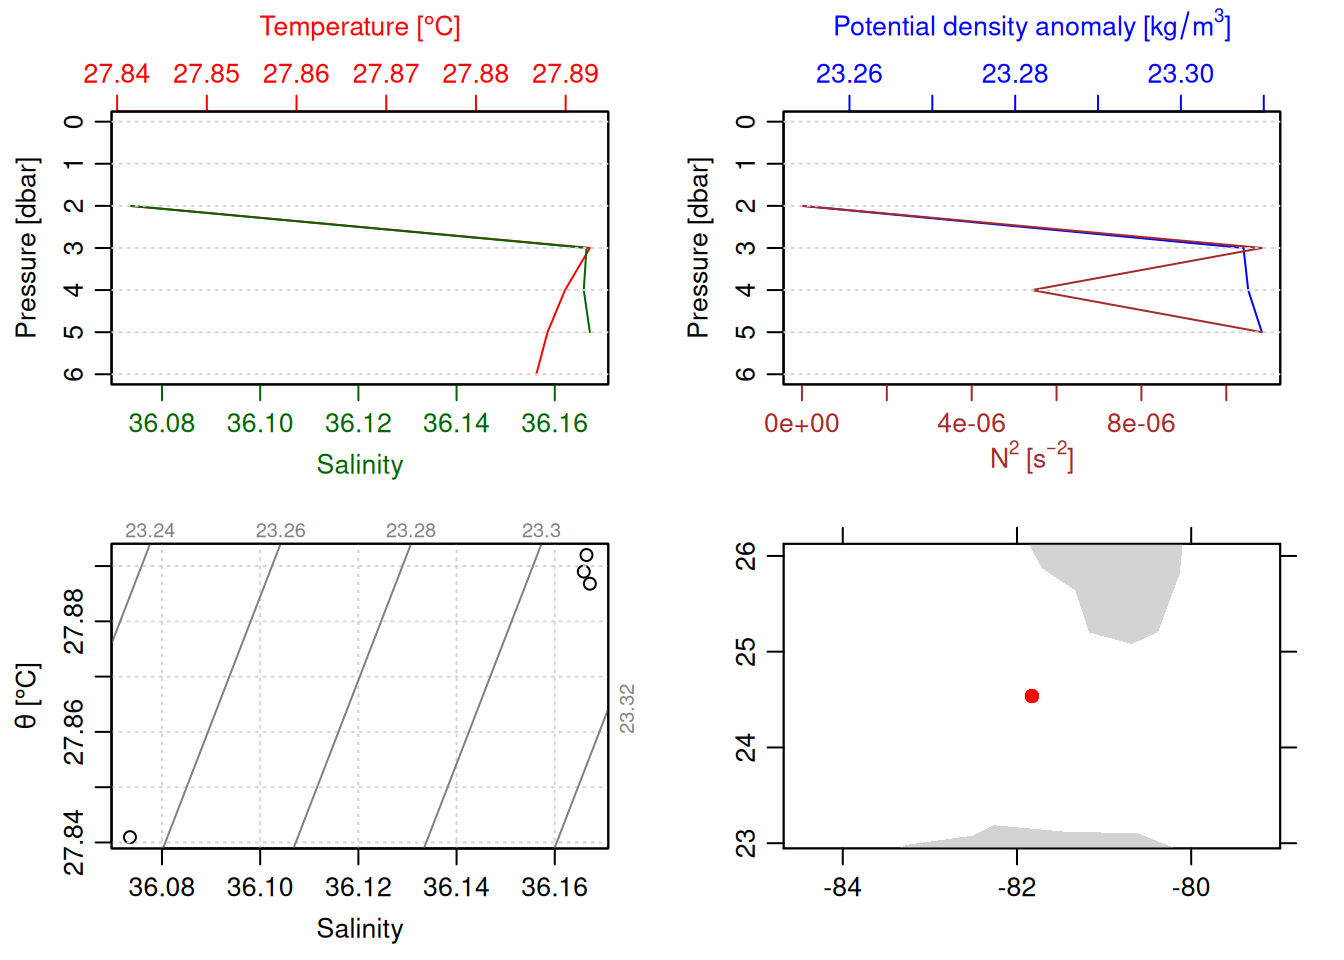 Temperature [°C]
27.84 27.85 27.86 27.87 27.88 27.89
Pressure [dbar]
0
1
2
3
4
5
6
36.08 36.10 36.12 36.14 36.16
Salinity
Potential density anomaly [kg/m³]
23.26 23.28 23.30
Pressure [dbar]
0
1
2
3
4
5
6
0e+00 4e-06 8e-06
N² [s⁻²]
23.24 23.26 23.28 23.3
23.32
θ [°C]
27.88
27.86
27.84
36.08 36.10 36.12 36.14 36.16
Salinity
26
25
24
23
-84 -82 -80